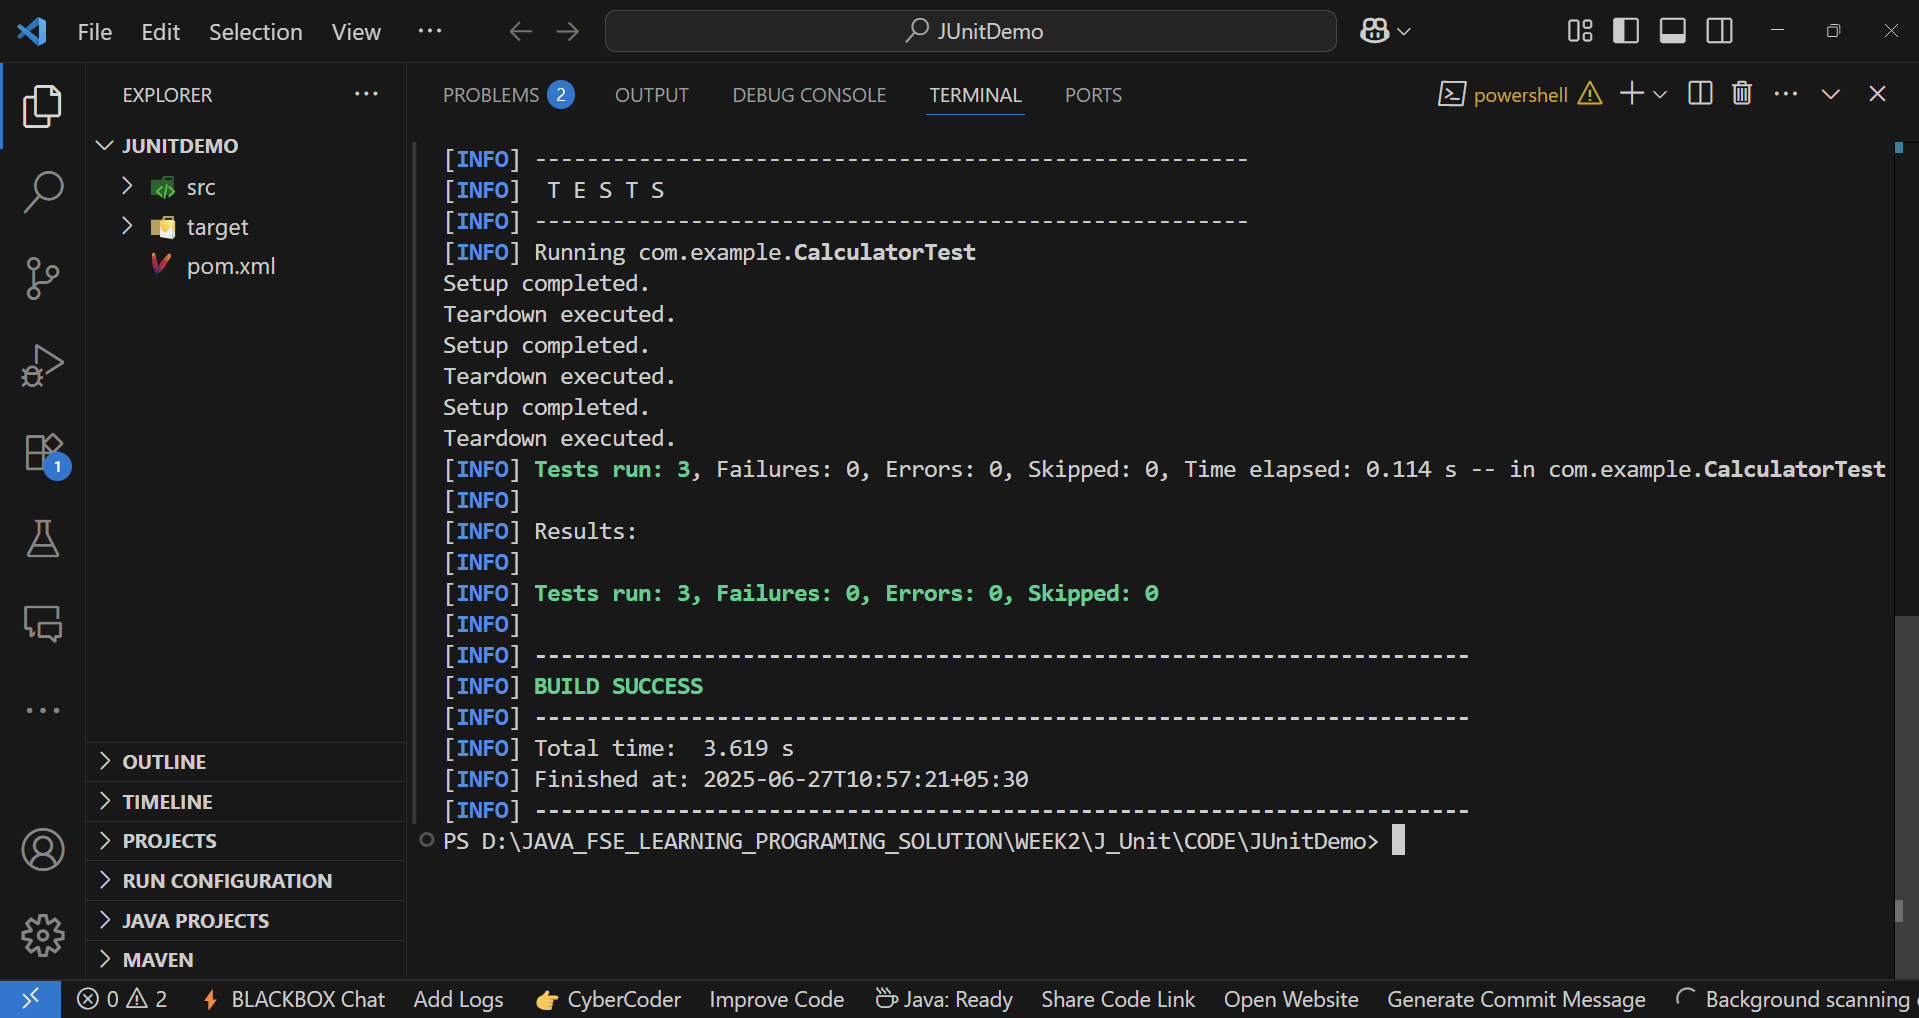 File Edit Selection View ···
JUnitDemo
EXPLORER ···
JUNITDEMO
src
target
pom.xml
1
OUTLINE
TIMELINE
PROJECTS
RUN CONFIGURATION
JAVA PROJECTS
MAVEN
PROBLEMS 2 OUTPUT DEBUG CONSOLE TERMINAL PORTS
powershell
[INFO] -------------------------------------------------------
[INFO]  T E S T S
[INFO] -------------------------------------------------------
[INFO] Running com.example.CalculatorTest
Setup completed.
Teardown executed.
Setup completed.
Teardown executed.
Setup completed.
Teardown executed.
[INFO] Tests run: 3, Failures: 0, Errors: 0, Skipped: 0, Time elapsed: 0.114 s -- in com.example.CalculatorTest
[INFO]
[INFO] Results:
[INFO]
[INFO] Tests run: 3, Failures: 0, Errors: 0, Skipped: 0
[INFO]
[INFO] ------------------------------------------------------------------------
[INFO] BUILD SUCCESS
[INFO] ------------------------------------------------------------------------
[INFO] Total time:  3.619 s
[INFO] Finished at: 2025-06-27T10:57:21+05:30
[INFO] ------------------------------------------------------------------------
PS D:\JAVA_FSE_LEARNING_PROGRAMING_SOLUTION\WEEK2\J_Unit\CODE\JUnitDemo>
0 2 BLACKBOX Chat Add Logs CyberCoder Improve Code Java: Ready Share Code Link Open Website Generate Commit Message Background scanning